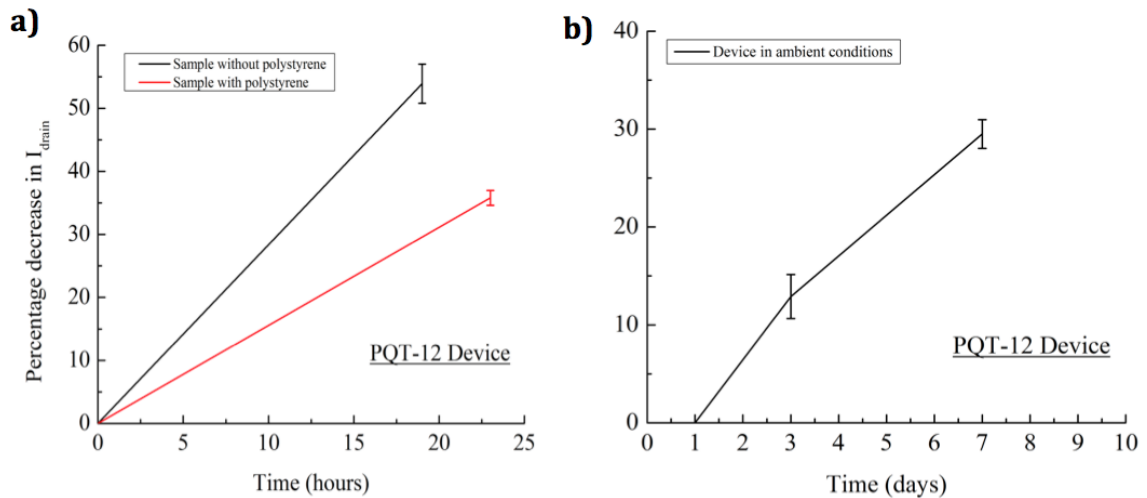 a)
Percentage decrease in I_drain
60
50
40
30
20
10
0
Sample without polystyrene
Sample with polystyrene
PQT-12 Device
0 5 10 15 20 25
Time (hours)
b)
40
30
20
10
0
Device in ambient conditions
PQT-12 Device
0 1 2 3 4 5 6 7 8 9 10
Time (days)